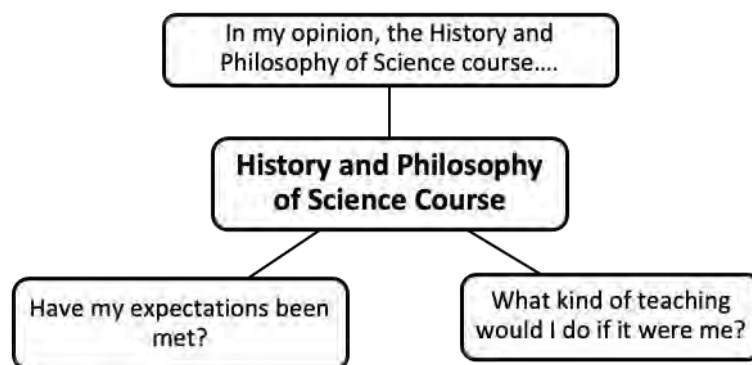 In my opinion, the History and
Philosophy of Science course....
History and Philosophy
of Science Course
Have my expectations been
met?
What kind of teaching
would I do if it were me?